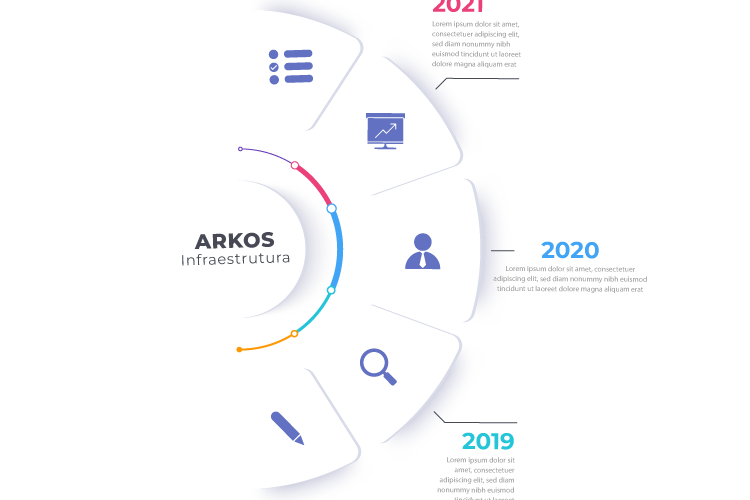 2021
Lorem ipsum dolor sit amet,
consectetuer adipiscing elit,
sed diam nonummy nibh
euismod tincidunt ut laoreet
dolore magna aliquam erat
ARKOS
Infraestrutura
2020
Lorem ipsum dolor sit amet, consectetuer
adipiscing elit, sed diam nonummy nibh euismod
tincidunt ut laoreet dolore magna aliquam erat
2019
Lorem ipsum dolor sit
amet, consectetuer
adipiscing elit, sed diam
nonummy nibh euismod
tincidunt ut laoreet